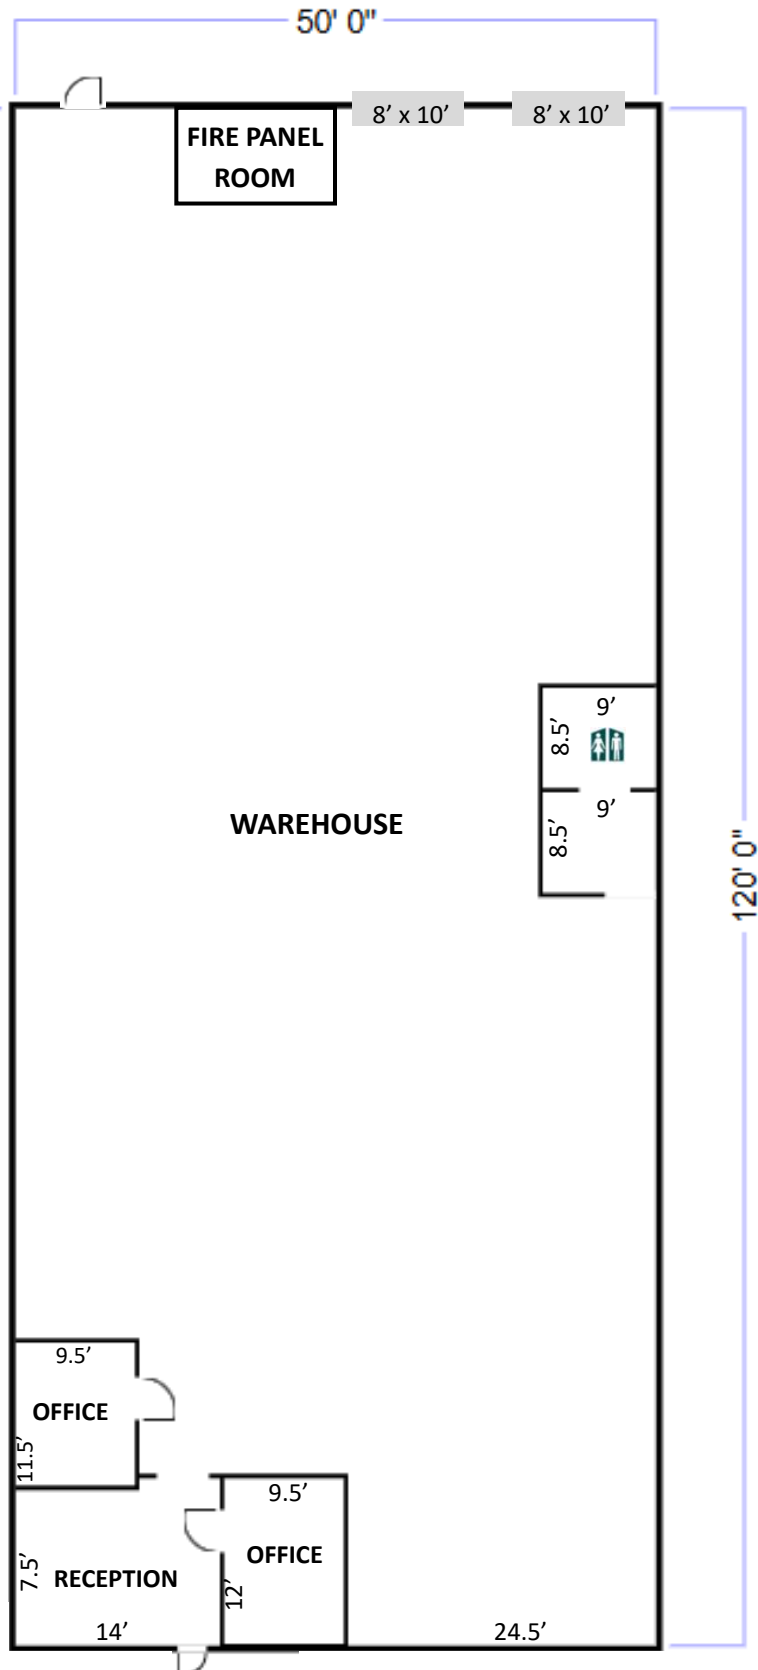 50' 0"
8’ x 10’
8’ x 10’
FIRE PANEL
ROOM
9’
8.5’
9’
8.5’
WAREHOUSE
120' 0"
9.5’
OFFICE
11.5’
9.5’
OFFICE
12’
7.5’
RECEPTION
14’
24.5’